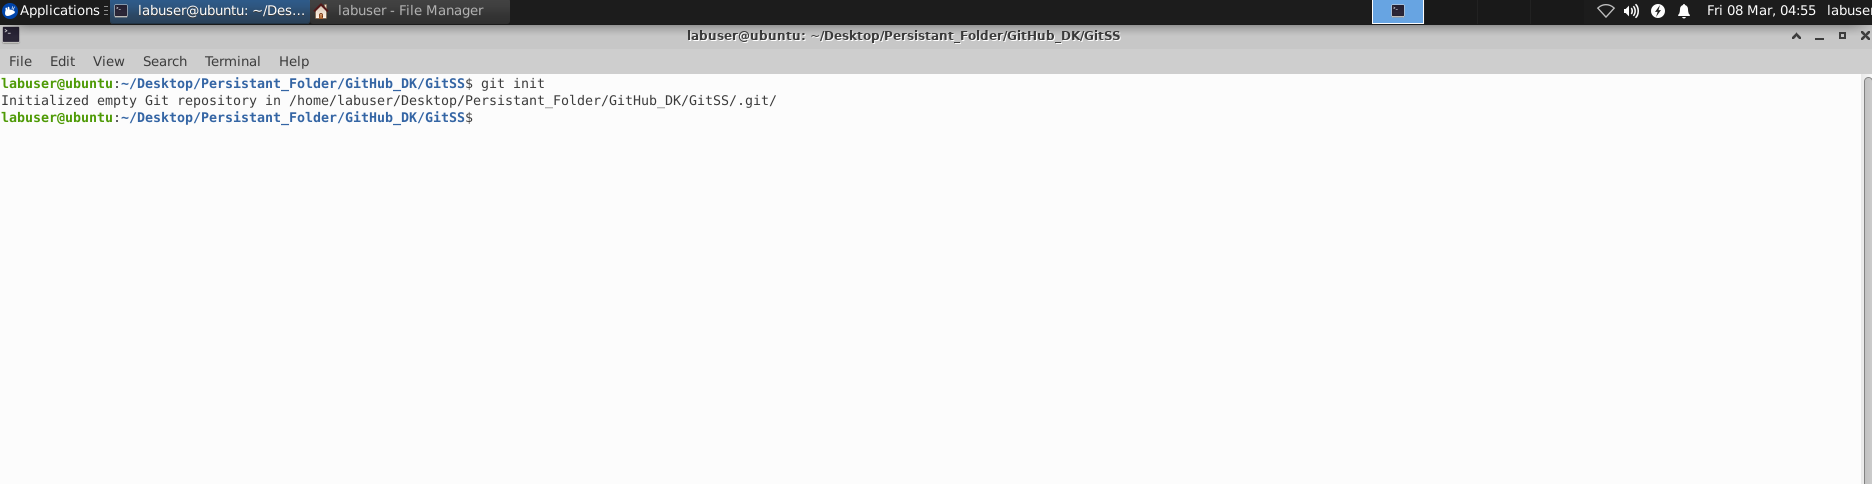 Applications labuser@ubuntu: ~/Des... labuser - File Manager Fri 08 Mar, 04:55 labuser
labuser@ubuntu: ~/Desktop/Persistant_Folder/GitHub_DK/GitSS
File Edit View Search Terminal Help
labuser@ubuntu:~/Desktop/Persistant_Folder/GitHub_DK/GitSS$ git init
Initialized empty Git repository in /home/labuser/Desktop/Persistant_Folder/GitHub_DK/GitSS/.git/
labuser@ubuntu:~/Desktop/Persistant_Folder/GitHub_DK/GitSS$